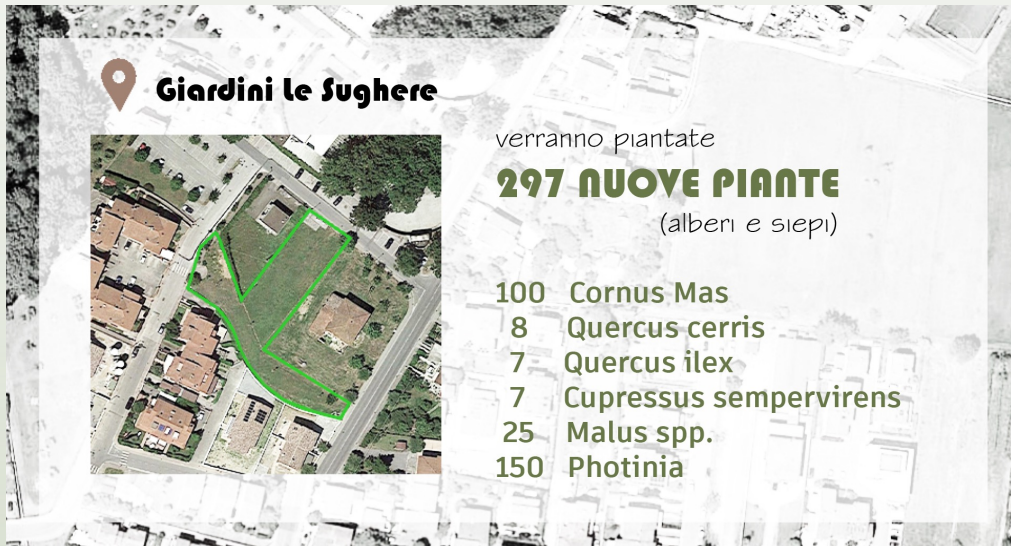 Giardini Le Sughere
verranno piantate
297 NUOVE PIANTE
(alberi e siepi)
100 Cornus Mas
8 Quercus cerris
7 Quercus ilex
7 Cupressus sempervirens
25 Malus spp.
150 Photinia